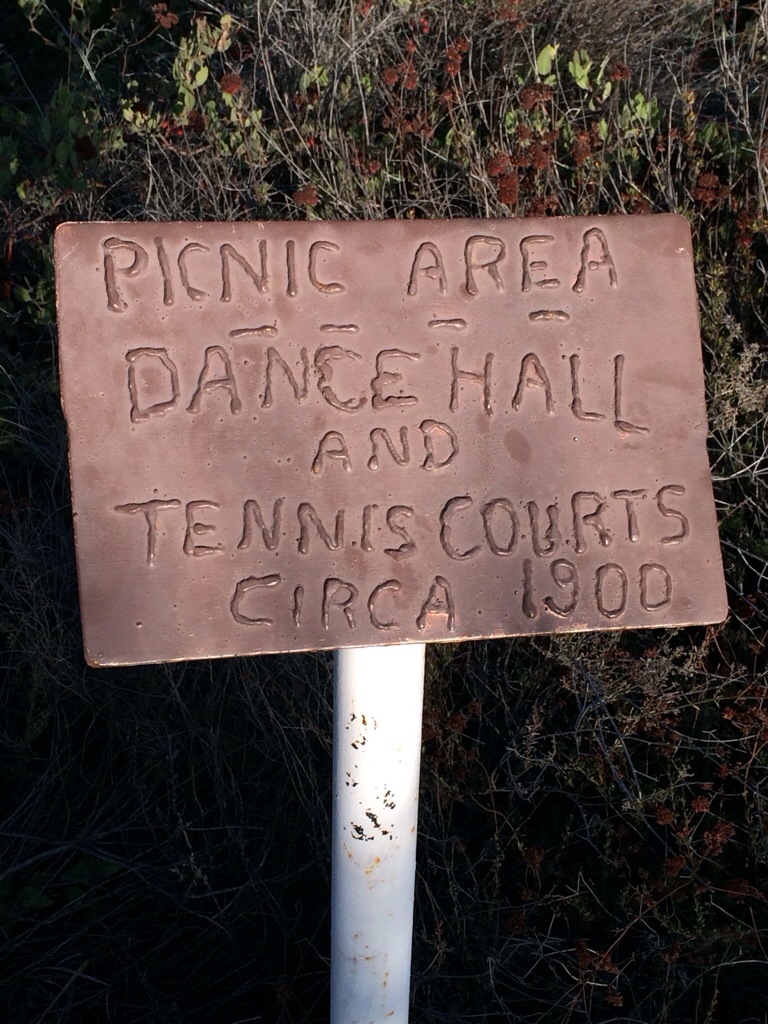 PICNIC AREA
- - - -
DANCE HALL
AND
TENNIS COURTS
CIRCA 1900